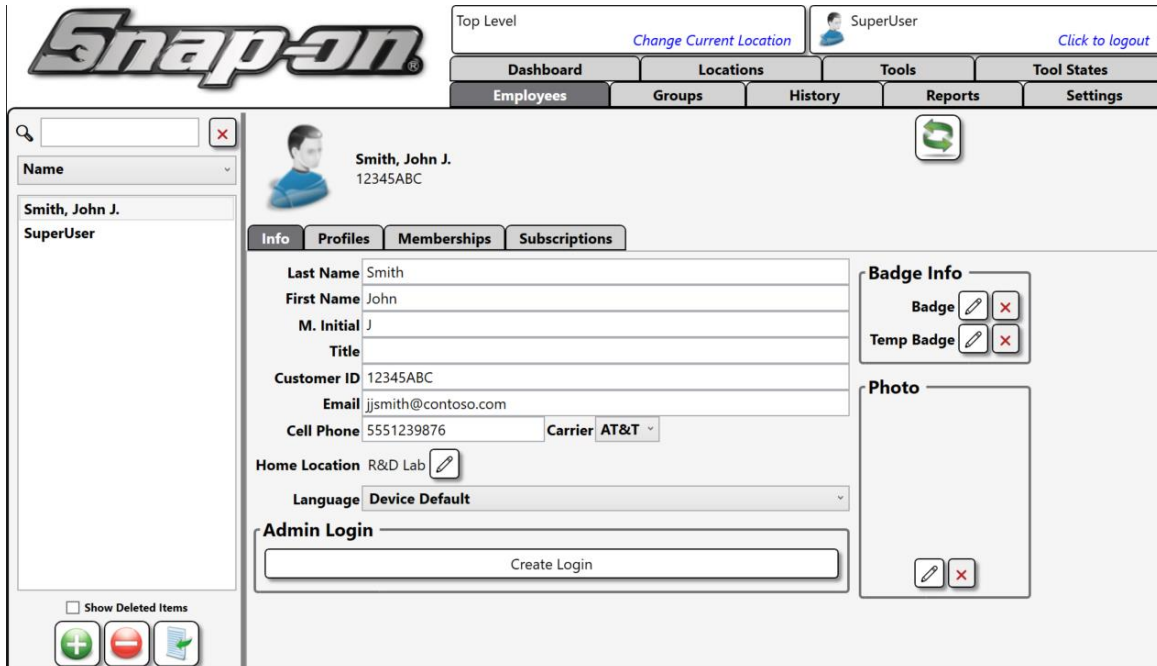 Snap-on®
Top Level
Change Current Location
SuperUser
Click to logout
Dashboard
Locations
Tools
Tool States
Employees
Groups
History
Reports
Settings
Name
Smith, John J.
SuperUser
Show Deleted Items
Smith, John J.
12345ABC
Info
Profiles
Memberships
Subscriptions
Last Name Smith
First Name John
M. Initial J
Title
Customer ID 12345ABC
Email jjsmith@contoso.com
Cell Phone 5551239876 Carrier AT&T
Home Location R&D Lab
Language Device Default
Admin Login
Create Login
Badge Info
Badge
Temp Badge
Photo